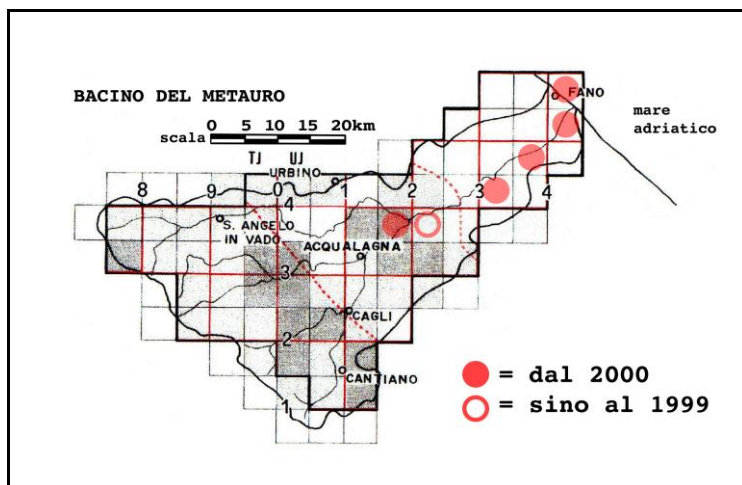 BACINO DEL METAURO
FANO
mare
adriatico
scala 0 5 10 15 20km
TJ UJ
URBINO
8 9 0 1 2 3 4
4
S. ANGELO
IN VADO
ACQUALAGNA
3
CAGLI
2
CANTIANO
1
= dal 2000
= sino al 1999